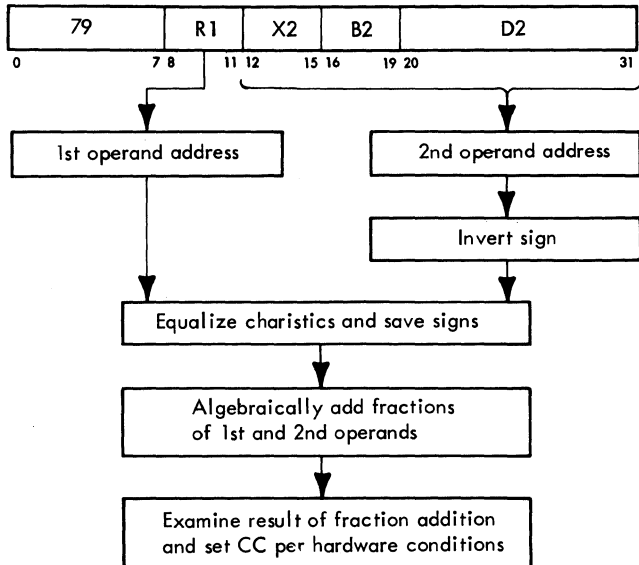 79 R1 X2 B2 D2
0 7 8 11 12 15 16 19 20 31
1st operand address
2nd operand address
Invert sign
Equalize charistics and save signs
Algebraically add fractions
of 1st and 2nd operands
Examine result of fraction addition
and set CC per hardware conditions